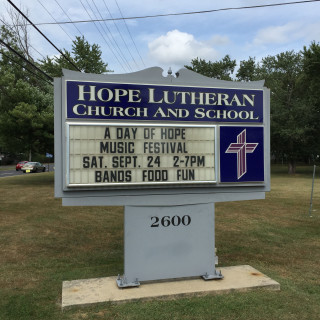 HOPE LUTHERAN
CHURCH AND SCHOOL
A DAY OF HOPE
MUSIC FESTIVAL
SAT. SEPT. 24 2-7PM
BANDS FOOD FUN
2600